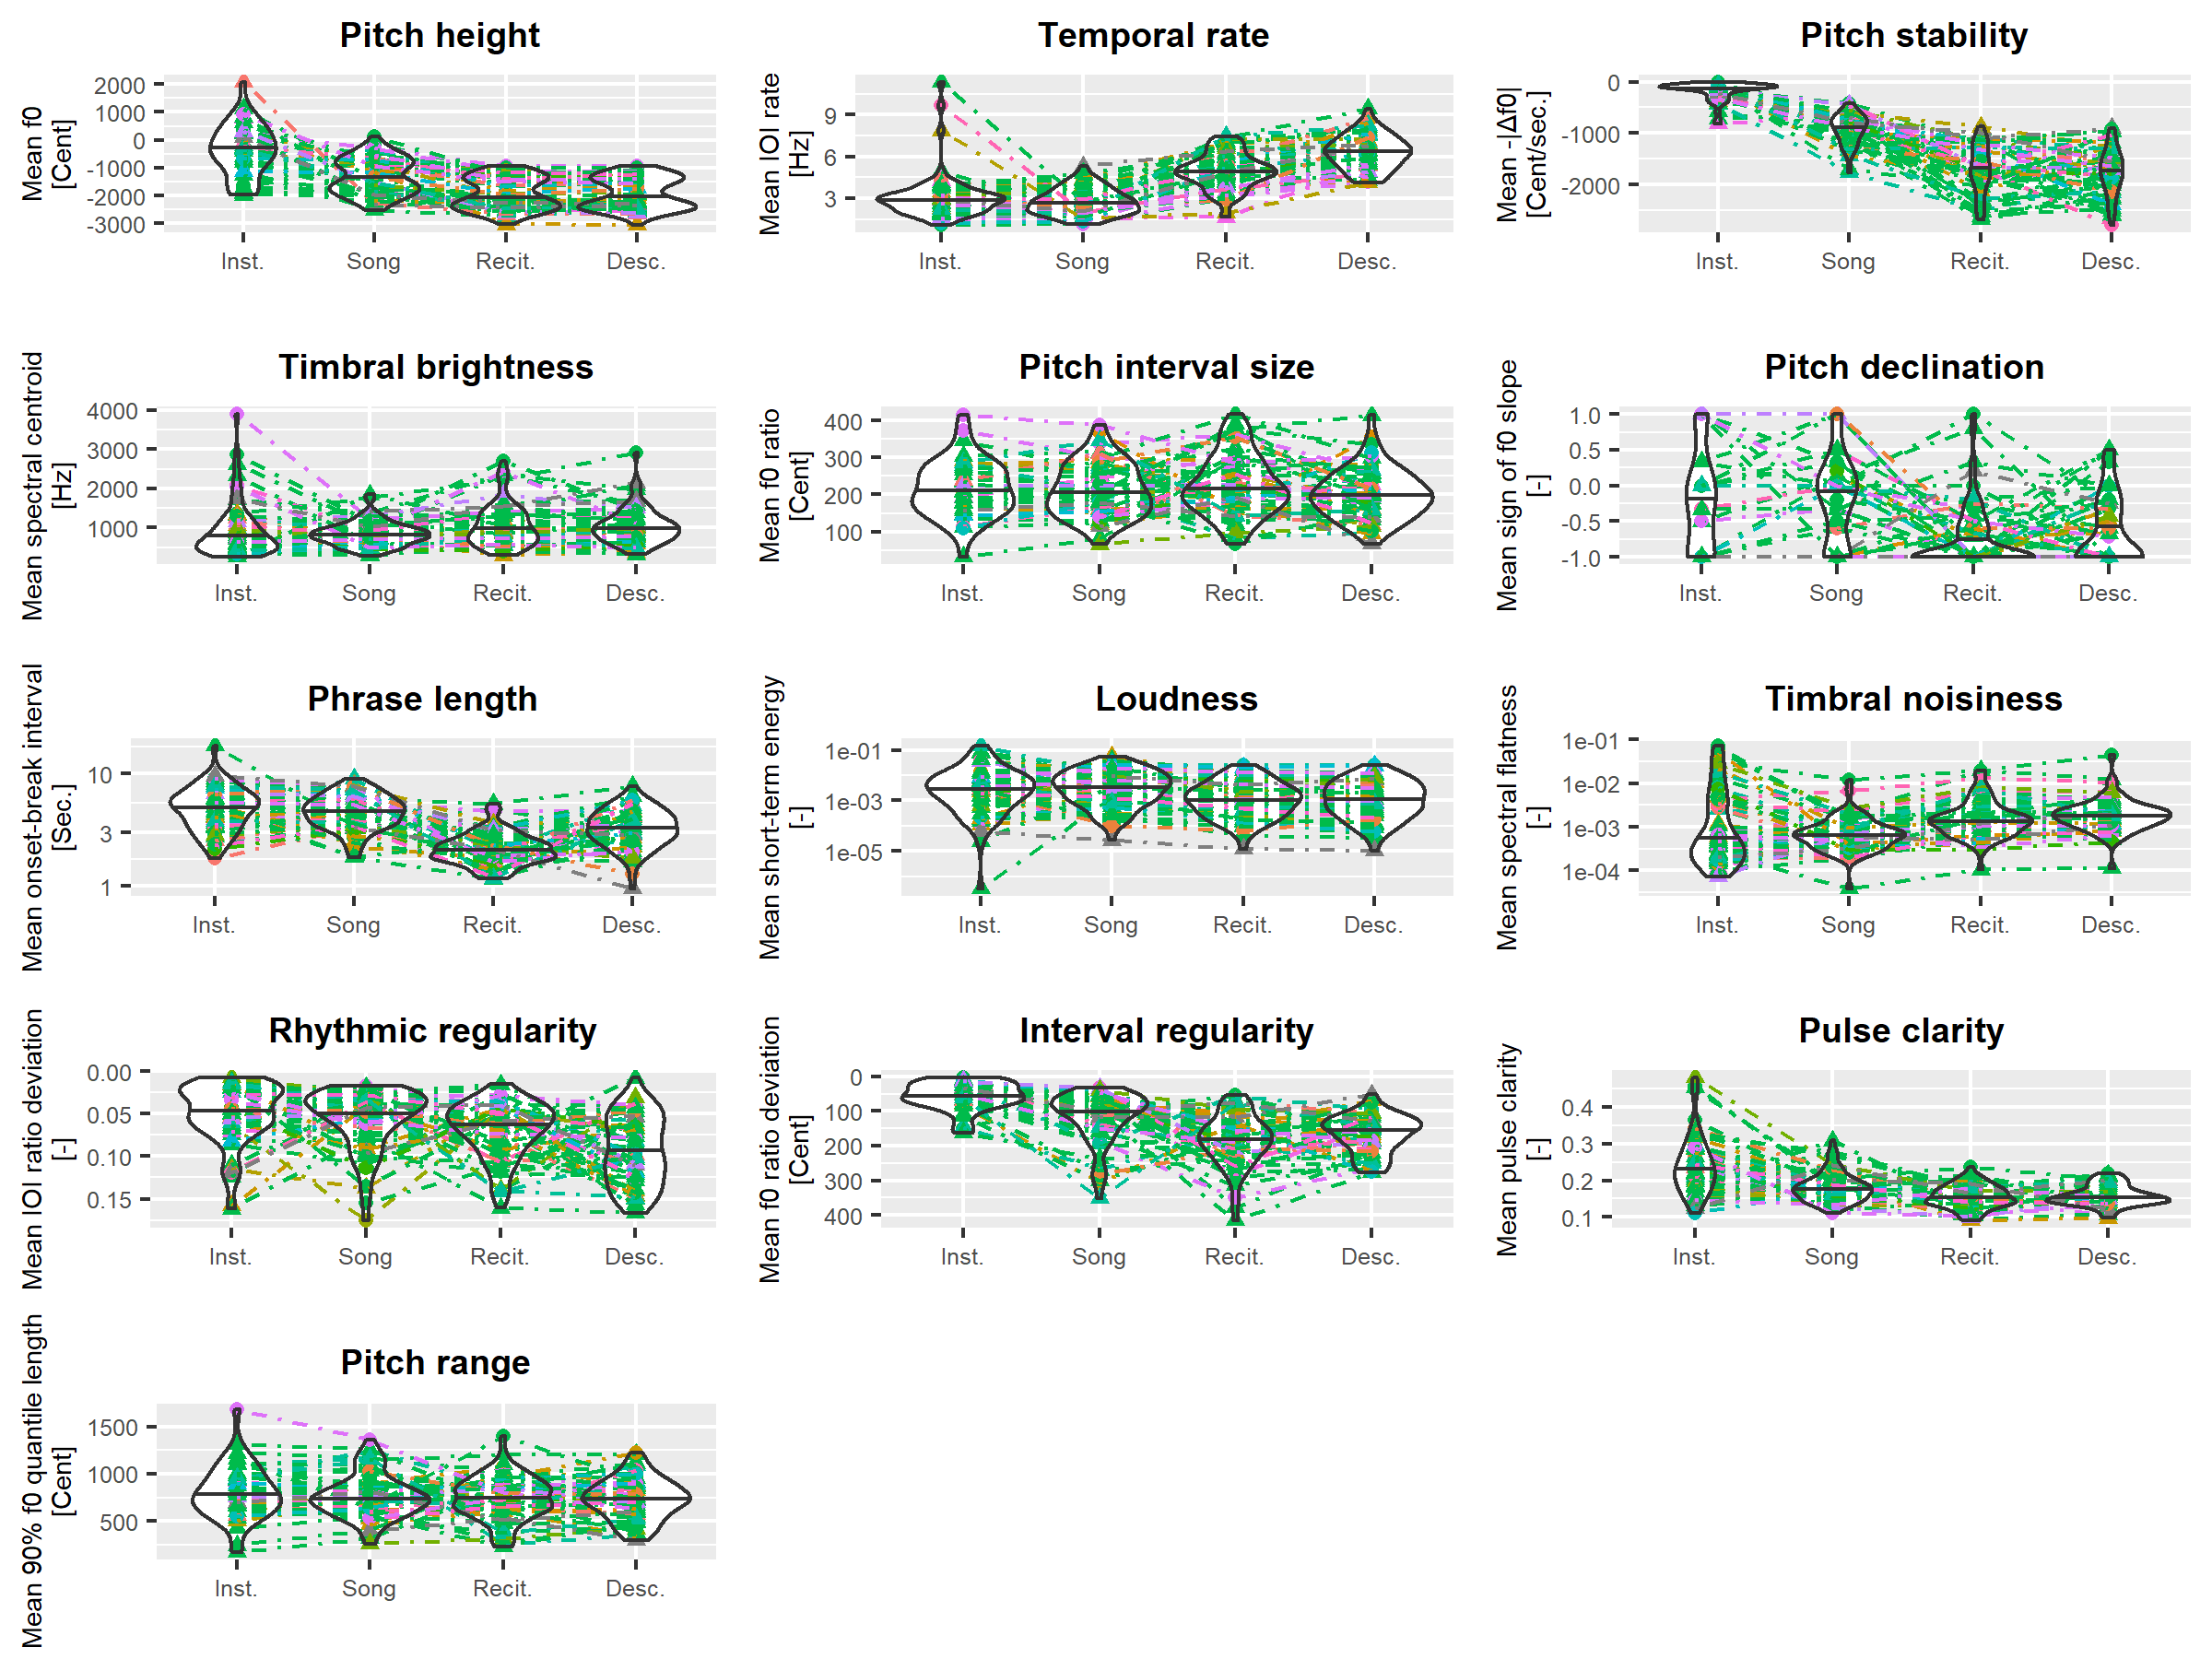 Pitch height
Mean f0
[Cent]
2000
1000
0
-1000
-2000
-3000
Inst.
Song
Recit.
Desc.
Temporal rate
Mean IOI rate
[Hz]
9
6
3
Inst.
Song
Recit.
Desc.
Pitch stability
Mean -|Δf0|
[Cent/sec.]
0
-1000
-2000
Inst.
Song
Recit.
Desc.
Timbral brightness
Mean spectral centroid
[Hz]
4000
3000
2000
1000
Inst.
Song
Recit.
Desc.
Pitch interval size
Mean f0 ratio
[Cent]
400
300
200
100
Inst.
Song
Recit.
Desc.
Pitch declination
Mean sign of f0 slope
[-]
1.0
0.5
0.0
-0.5
-1.0
Inst.
Song
Recit.
Desc.
Phrase length
Mean onset-break interval
[Sec.]
10
3
1
Inst.
Song
Recit.
Desc.
Loudness
Mean short-term energy
[-]
1e-01
1e-03
1e-05
Inst.
Song
Recit.
Desc.
Timbral noisiness
Mean spectral flatness
[-]
1e-01
1e-02
1e-03
1e-04
Inst.
Song
Recit.
Desc.
Rhythmic regularity
Mean IOI ratio deviation
[-]
0.00
0.05
0.10
0.15
Inst.
Song
Recit.
Desc.
Interval regularity
Mean f0 ratio deviation
[Cent]
0
100
200
300
400
Inst.
Song
Recit.
Desc.
Pulse clarity
Mean pulse clarity
[-]
0.4
0.3
0.2
0.1
Inst.
Song
Recit.
Desc.
Pitch range
Mean 90% f0 quantile length
[Cent]
1500
1000
500
Inst.
Song
Recit.
Desc.